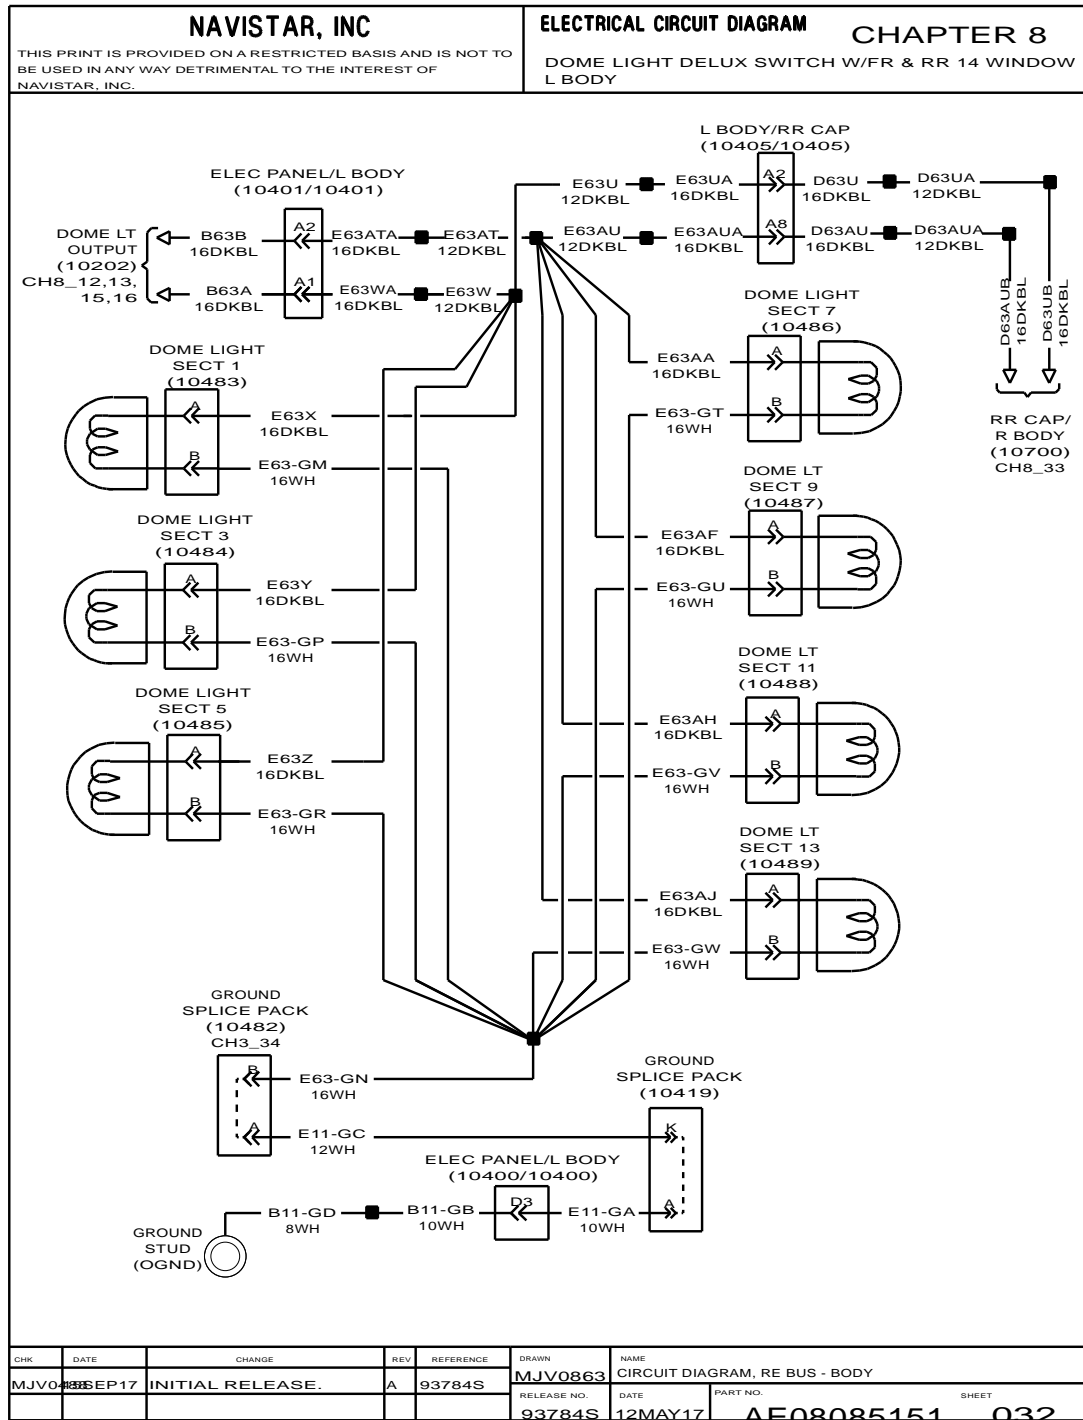 NAVISTAR, INC
THIS PRINT IS PROVIDED ON A RESTRICTED BASIS AND IS NOT TO
BE USED IN ANY WAY DETRIMENTAL TO THE INTEREST OF
NAVISTAR, INC.
ELECTRICAL CIRCUIT DIAGRAM
CHAPTER 8
DOME LIGHT DELUX SWITCH W/FR & RR 14 WINDOW
L BODY
L BODY/RR CAP
(10405/10405)
ELEC PANEL/L BODY
(10401/10401)
DOME LT
OUTPUT
(10202)
CH8_12,13,
15,16
B63B
16DKBL
A2
E63ATA
16DKBL
E63AT
12DKBL
B63A
16DKBL
A1
E63WA
16DKBL
E63W
12DKBL
E63U
12DKBL
E63UA
16DKBL
A2
D63U
16DKBL
D63UA
12DKBL
E63AU
12DKBL
E63AUA
16DKBL
A8
D63AU
16DKBL
D63AUA
12DKBL
D63AUB
16DKBL
D63UB
16DKBL
RR CAP/
R BODY
(10700)
CH8_33
DOME LIGHT
SECT 1
(10483)
A
E63X
16DKBL
B
E63-GM
16WH
DOME LIGHT
SECT 3
(10484)
A
E63Y
16DKBL
B
E63-GP
16WH
DOME LIGHT
SECT 5
(10485)
A
E63Z
16DKBL
B
E63-GR
16WH
DOME LIGHT
SECT 7
(10486)
E63AA
16DKBL
A
E63-GT
16WH
B
DOME LT
SECT 9
(10487)
E63AF
16DKBL
A
E63-GU
16WH
B
DOME LT
SECT 11
(10488)
E63AH
16DKBL
A
E63-GV
16WH
B
DOME LT
SECT 13
(10489)
E63AJ
16DKBL
A
E63-GW
16WH
B
GROUND
SPLICE PACK
(10482)
CH3_34
B
E63-GN
16WH
A
E11-GC
12WH
GROUND
SPLICE PACK
(10419)
K
A
ELEC PANEL/L BODY
(10400/10400)
B11-GD
8WH
B11-GB
10WH
D3
E11-GA
10WH
GROUND
STUD
(OGND)
CHK DATE CHANGE REV REFERENCE
SEP17 INITIAL RELEASE. A 93784S
DRAWN
MJV0863
NAME
CIRCUIT DIAGRAM, RE BUS - BODY
RELEASE NO.
93784S
DATE
12MAY17
PART NO.
AE08085151
SHEET
032